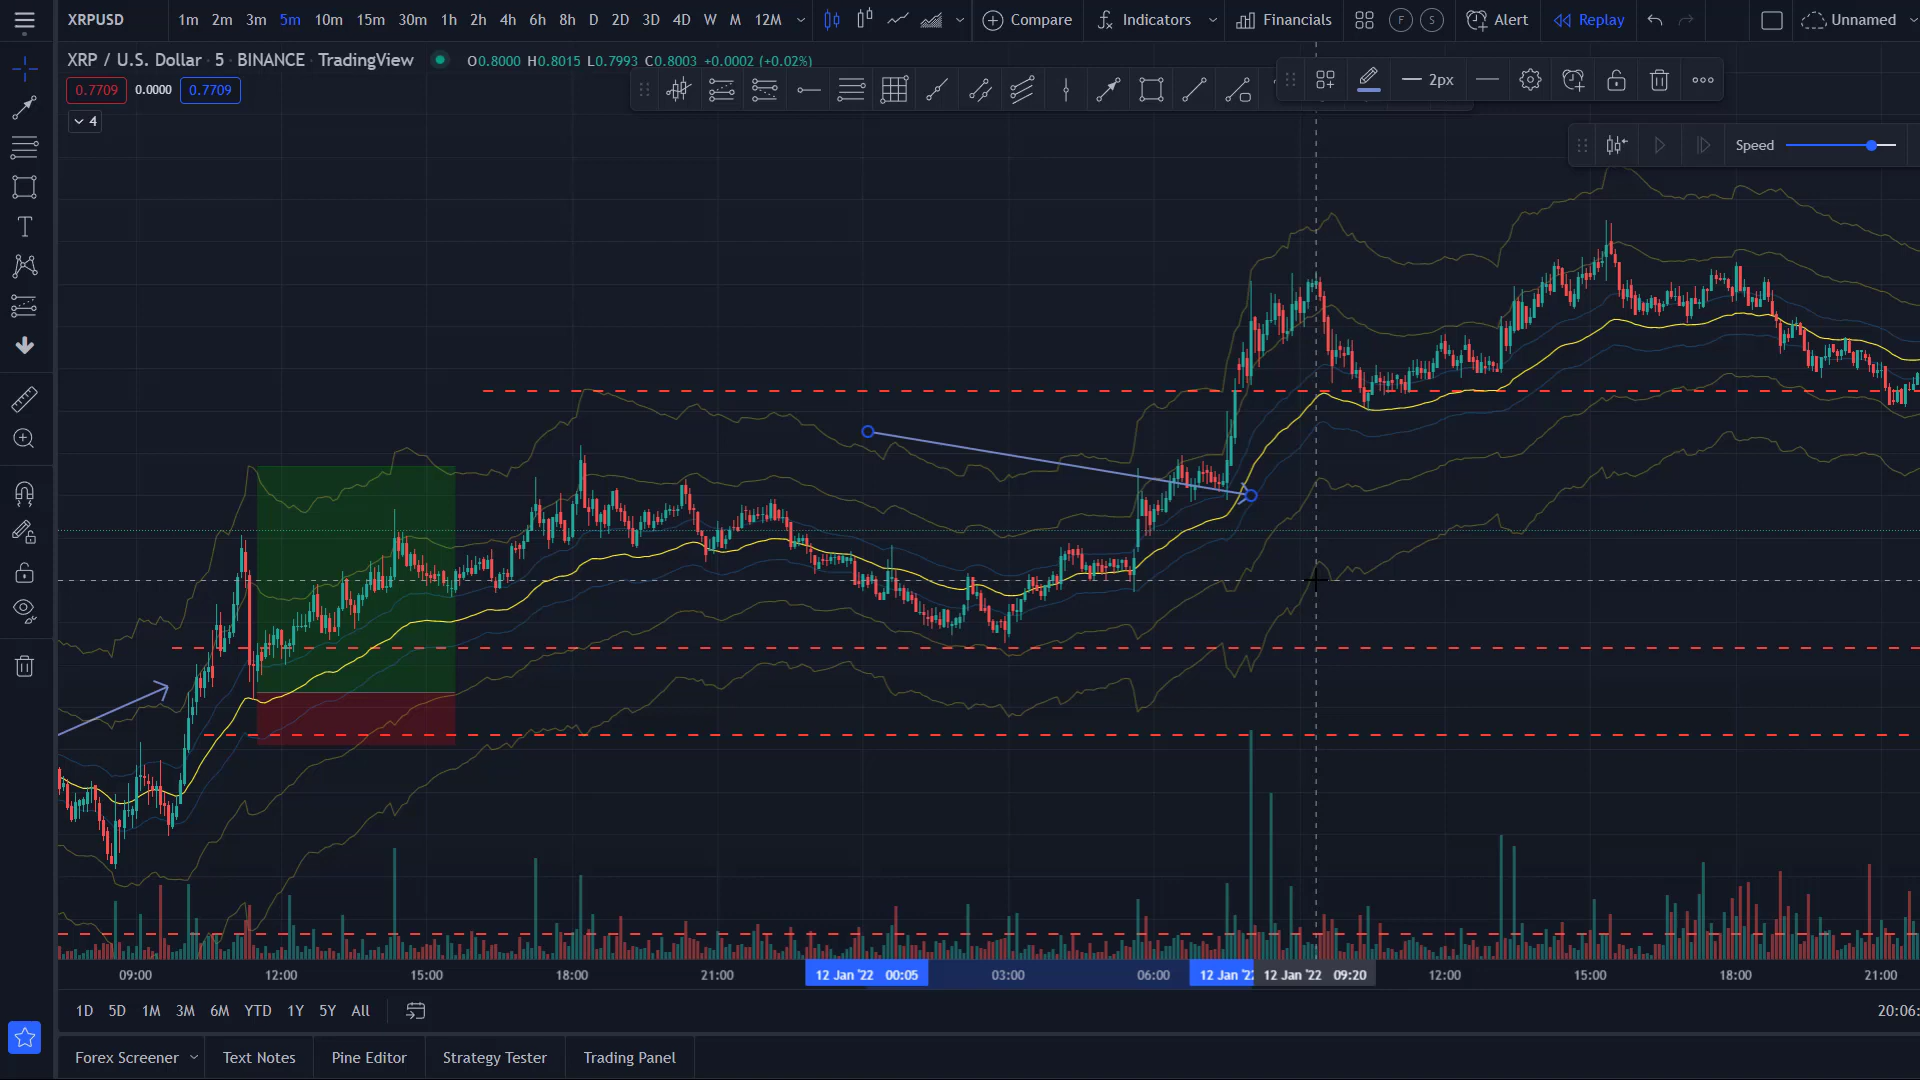 XRPUSD 1m 2m 3m 5m 10m 15m 30m 1h 2h 4h 6h 8h D 2D 3D 4D W M 12M Compare Indicators Financials F S Alert Replay Unnamed
XRP / U.S. Dollar · 5 · BINANCE · TradingView O0.8000 H0.8015 L0.7993 C0.8003 +0.0002 (+0.02%)
0.7709 0.0000 0.7709 2px
4
Speed
T
09:00 12:00 15:00 18:00 21:00 12 Jan '22 00:05 03:00 06:00 12 Jan '22 12 Jan '22 09:20 12:00 15:00 18:00 21:00
1D 5D 1M 3M 6M YTD 1Y 5Y All 20:06:
Forex Screener Text Notes Pine Editor Strategy Tester Trading Panel